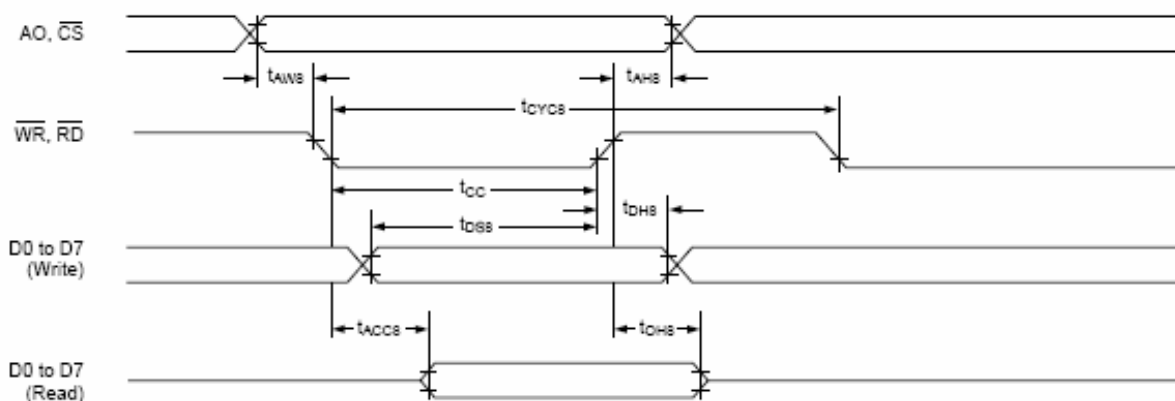 AO, CS
tAW8
tAH8
tCYC8
WR, RD
tCC
tDH8
tDS8
D0 to D7
(Write)
tACC8
tOH8
D0 to D7
(Read)